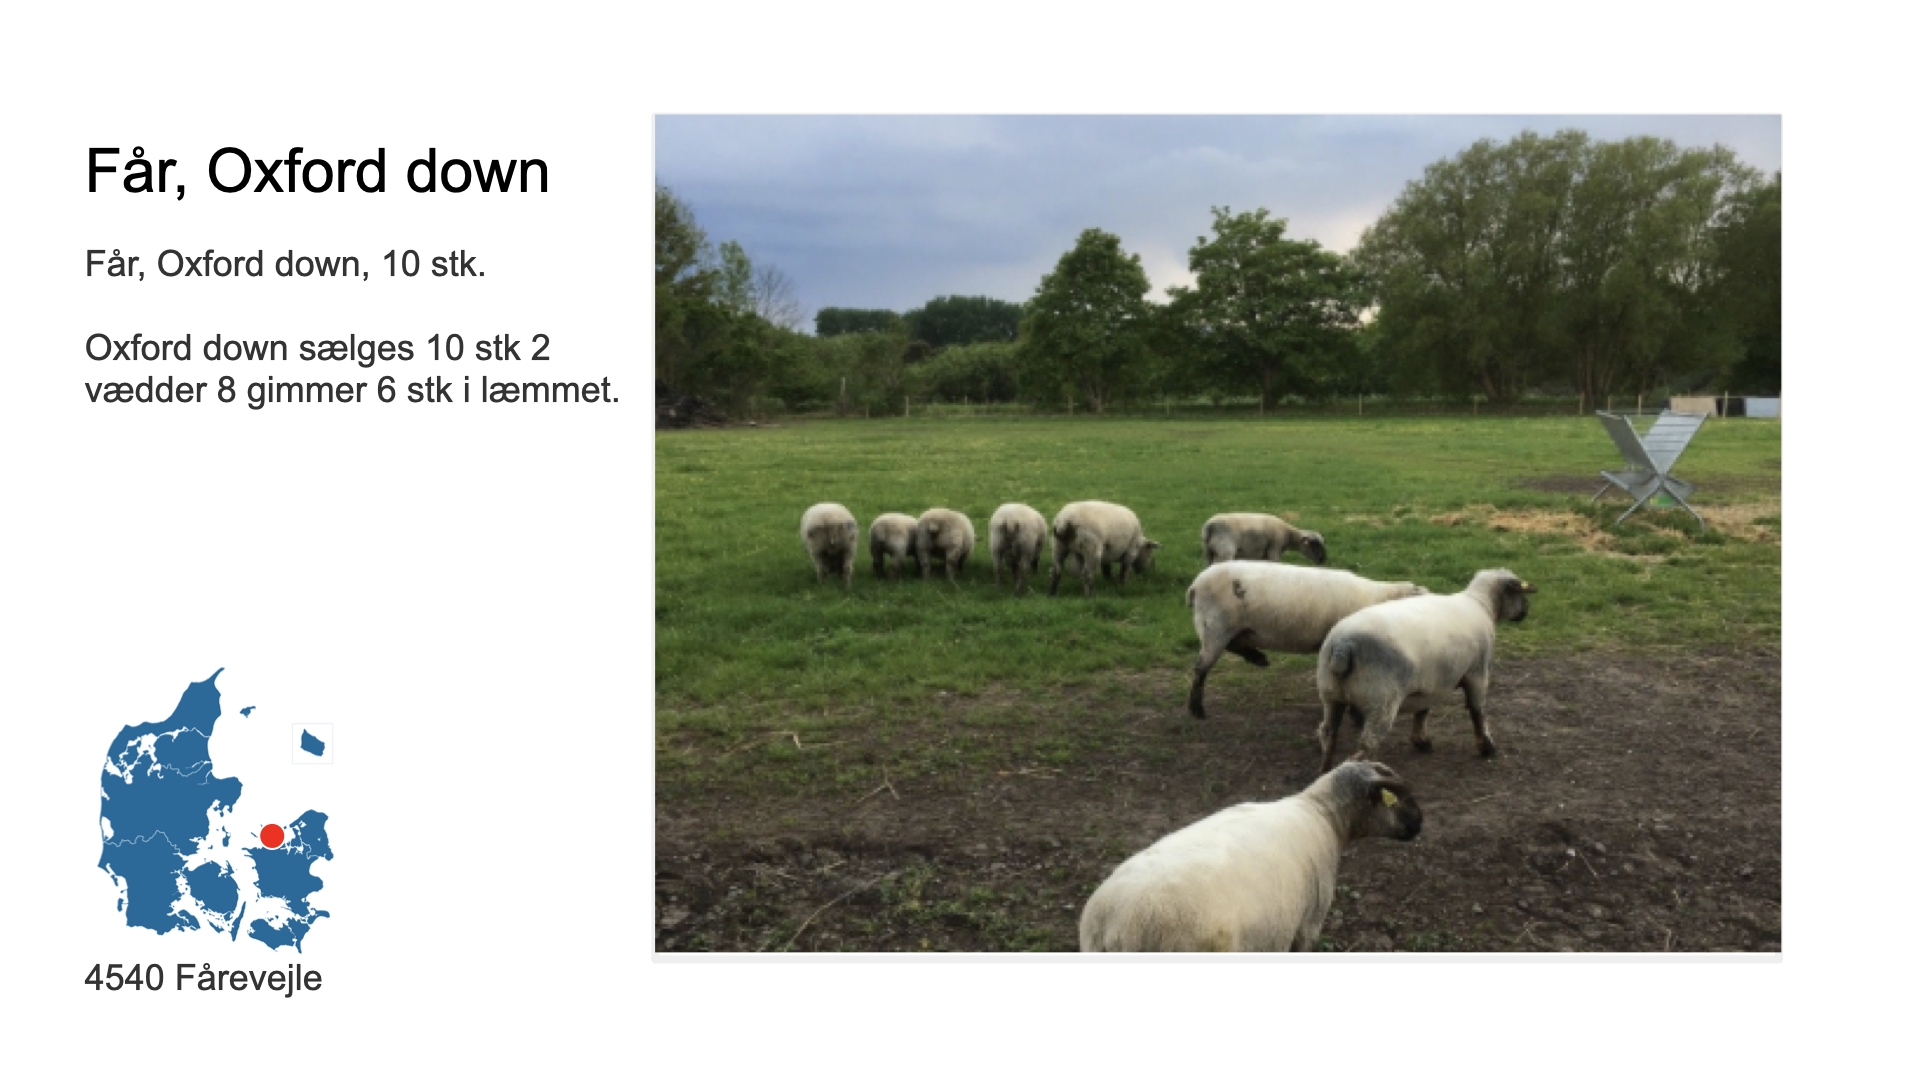 Får, Oxford down
Får, Oxford down, 10 stk.
Oxford down sælges 10 stk 2
vædder 8 gimmer 6 stk i læmmet.
4540 Fårevejle